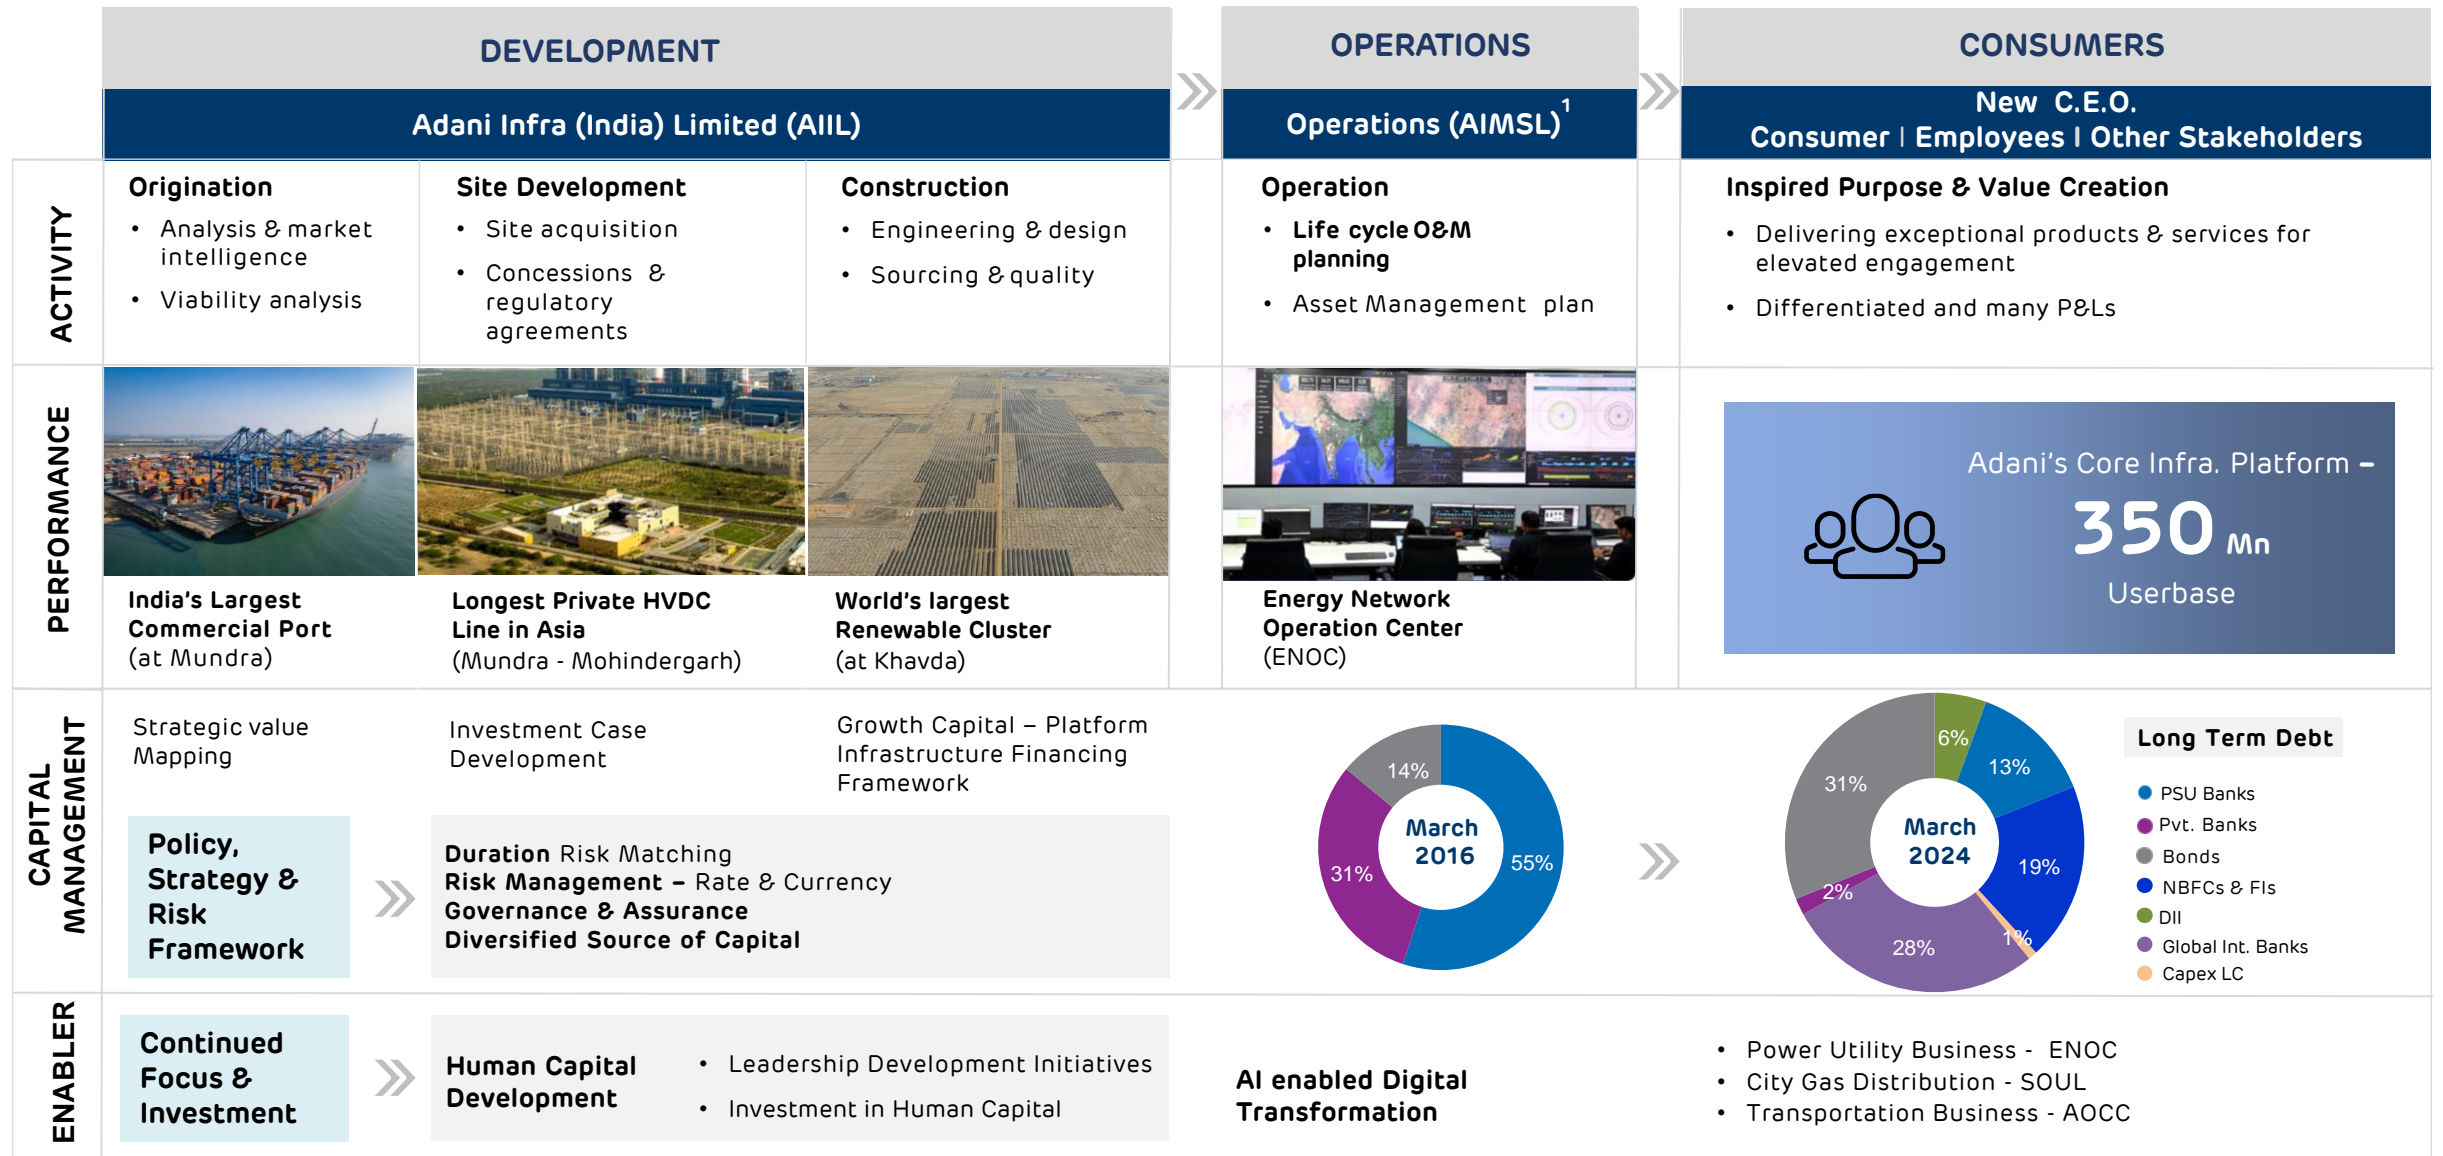 DEVELOPMENT
OPERATIONS
CONSUMERS
Adani Infra (India) Limited (AIIL)
Operations (AIMSL)1
New C.E.O.
Consumer | Employees | Other Stakeholders
ACTIVITY
Origination
• Analysis & market
intelligence
• Viability analysis
Site Development
• Site acquisition
• Concessions &
regulatory
agreements
Construction
• Engineering & design
• Sourcing & quality
Operation
• Life cycle O&M
planning
• Asset Management plan
Inspired Purpose & Value Creation
• Delivering exceptional products & services for
elevated engagement
• Differentiated and many P&Ls
PERFORMANCE
India's Largest
Commercial Port
(at Mundra)
Longest Private HVDC
Line in Asia
(Mundra - Mohindergarh)
World's largest
Renewable Cluster
(at Khavda)
Energy Network
Operation Center
(ENOC)
Adani's Core Infra. Platform –
350 Mn
Userbase
CAPITAL
MANAGEMENT
Strategic value
Mapping
Investment Case
Development
Growth Capital – Platform
Infrastructure Financing
Framework
Policy,
Strategy &
Risk
Framework
Duration Risk Matching
Risk Management – Rate & Currency
Governance & Assurance
Diversified Source of Capital
14%
31%
55%
March
2016
6%
13%
31%
19%
2%
28%
1%
March
2024
Long Term Debt
PSU Banks
Pvt. Banks
Bonds
NBFCs & FIs
DII
Global Int. Banks
Capex LC
ENABLER
Continued
Focus &
Investment
Human Capital
Development
• Leadership Development Initiatives
• Investment in Human Capital
AI enabled Digital
Transformation
• Power Utility Business - ENOC
• City Gas Distribution - SOUL
• Transportation Business - AOCC